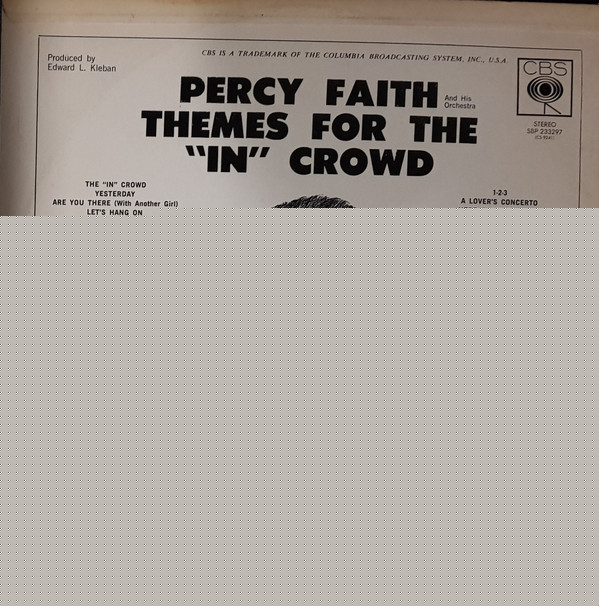 Produced by
Edward L. Kleban
CBS IS A TRADEMARK OF THE COLUMBIA BROADCASTING SYSTEM, INC., U.S.A.
CBS
PERCY FAITH And His Orchestra
THEMES FOR THE
"IN" CROWD
STEREO
SBP 233297
THE "IN" CROWD
YESTERDAY
ARE YOU THERE (With Another Girl)
LET'S HANG ON
1-2-3
A LOVER'S CONCERTO